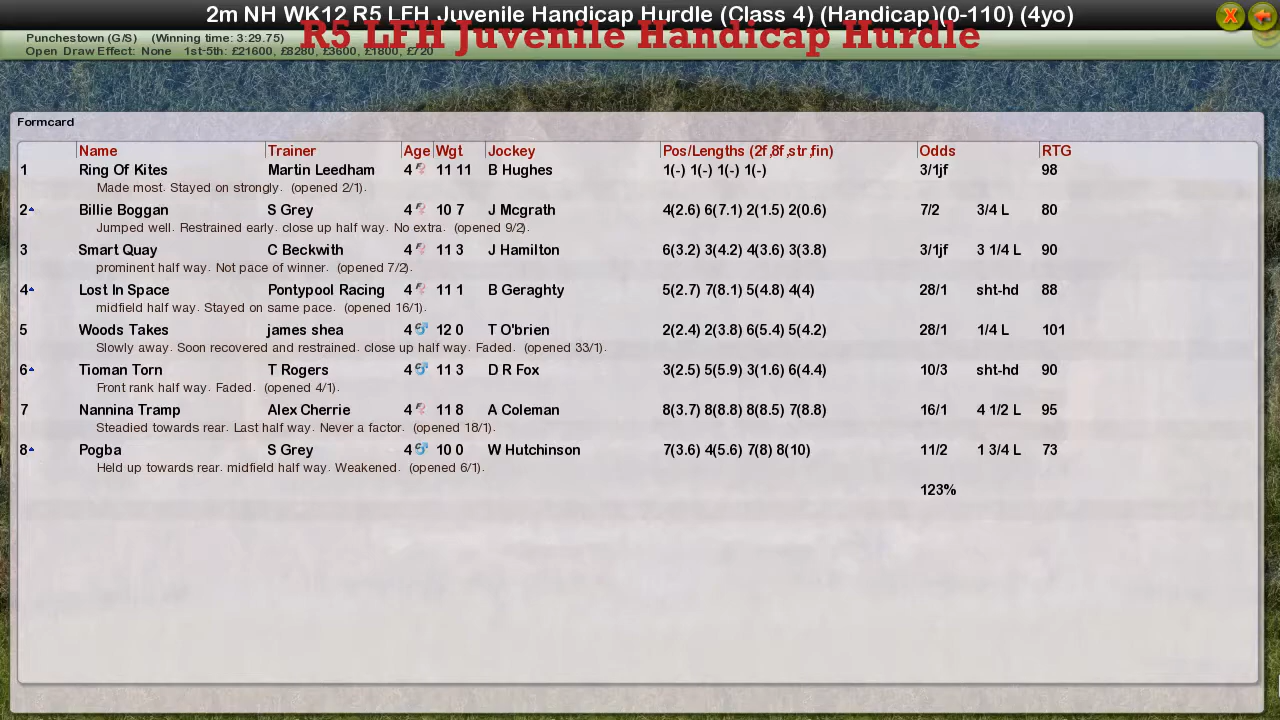 2m NH WK12 R5 LFH Juvenile Handicap Hurdle (Class 4) (Handicap)(0-110) (4yo)
R5 LFH Juvenile Handicap Hurdle
Punchestown (G/S) (Winning time: 3:29.75)
Open Draw Effect: None 1st-5th: £21600, £8280, £3600, £1800, £720
X
Formcard
Name Trainer Age Wgt Jockey Pos/Lengths (2f,8f,str,fin) Odds RTG
1 Ring Of Kites Martin Leedham 4 11 11 B Hughes 1(-) 1(-) 1(-) 1(-) 3/1jf 98
Made most. Stayed on strongly. (opened 2/1).
2 Billie Boggan S Grey 4 10 7 J Mcgrath 4(2.6) 6(7.1) 2(1.5) 2(0.6) 7/2 3/4 L 80
Jumped well. Restrained early. close up half way. No extra. (opened 9/2).
3 Smart Quay C Beckwith 4 11 3 J Hamilton 6(3.2) 3(4.2) 4(3.6) 3(3.8) 3/1jf 3 1/4 L 90
prominent half way. Not pace of winner. (opened 7/2).
4 Lost In Space Pontypool Racing 4 11 1 B Geraghty 5(2.7) 7(8.1) 5(4.8) 4(4) 28/1 sht-hd 88
midfield half way. Stayed on same pace. (opened 16/1).
5 Woods Takes james shea 4 12 0 T O'brien 2(2.4) 2(3.8) 6(5.4) 5(4.2) 28/1 1/4 L 101
Slowly away. Soon recovered and restrained. close up half way. Faded. (opened 33/1).
6 Tioman Torn T Rogers 4 11 3 D R Fox 3(2.5) 5(5.9) 3(1.6) 6(4.4) 10/3 sht-hd 90
Front rank half way. Faded. (opened 4/1).
7 Nannina Tramp Alex Cherrie 4 11 8 A Coleman 8(3.7) 8(8.8) 8(8.5) 7(8.8) 16/1 4 1/2 L 95
Steadied towards rear. Last half way. Never a factor. (opened 18/1).
8 Pogba S Grey 4 10 0 W Hutchinson 7(3.6) 4(5.6) 7(8) 8(10) 11/2 1 3/4 L 73
Held up towards rear. midfield half way. Weakened. (opened 6/1).
123%